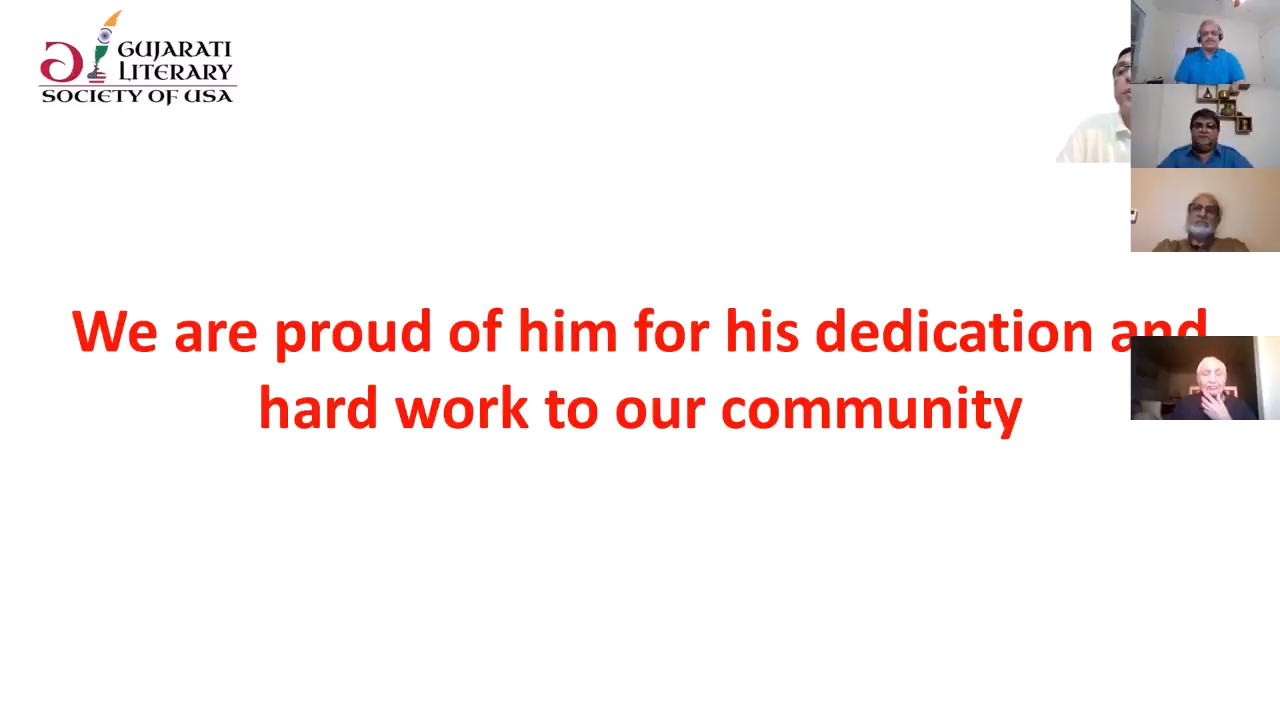 GUJARATI
LITERARY
SOCIETY OF USA
We are proud of him for his dedication and
hard work to our community